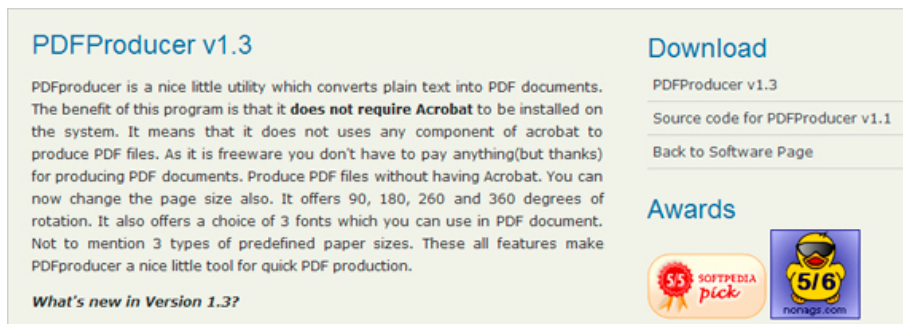 PDFProducer v1.3
PDFproducer is a nice little utility which converts plain text into PDF documents.
The benefit of this program is that it does not require Acrobat to be installed on
the system. It means that it does not uses any component of acrobat to
produce PDF files. As it is freeware you don't have to pay anything(but thanks)
for producing PDF documents. Produce PDF files without having Acrobat. You can
now change the page size also. It offers 90, 180, 260 and 360 degrees of
rotation. It also offers a choice of 3 fonts which you can use in PDF document.
Not to mention 3 types of predefined paper sizes. These all features make
PDFproducer a nice little tool for quick PDF production.
What's new in Version 1.3?
Download
PDFProducer v1.3
Source code for PDFProducer v1.1
Back to Software Page
Awards
5/5 SOFTPEDIA
pick
5/6
nonags.com